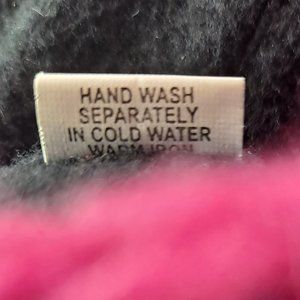 HAND WASH
SEPARATELY
IN COLD WATER
WARM IRON